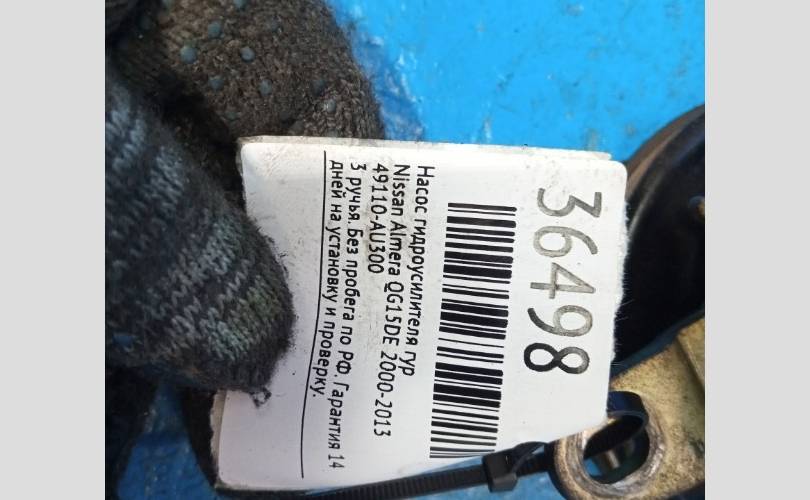 36498
Насос гидроусилителя гур
Nissan Almera QG15DE 2000-2013
49110-AU300
3 ручья. Без пробега по РФ. Гарантия 14
дней на установку и проверку.